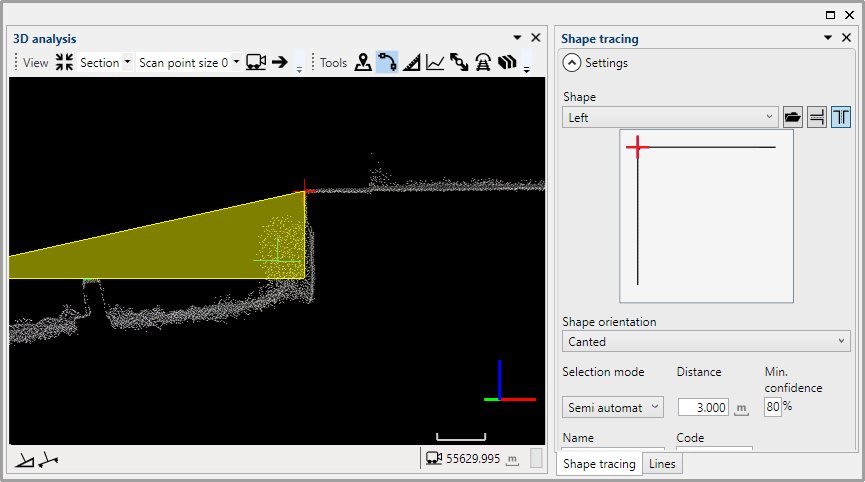 3D analysis
View Section Scan point size 0 Tools
55629.995 m
Shape tracing
Settings
Shape
Left
Shape orientation
Canted
Selection mode Distance Min. confidence
Semi automat 3.000 m 80 %
Name Code
Shape tracing Lines